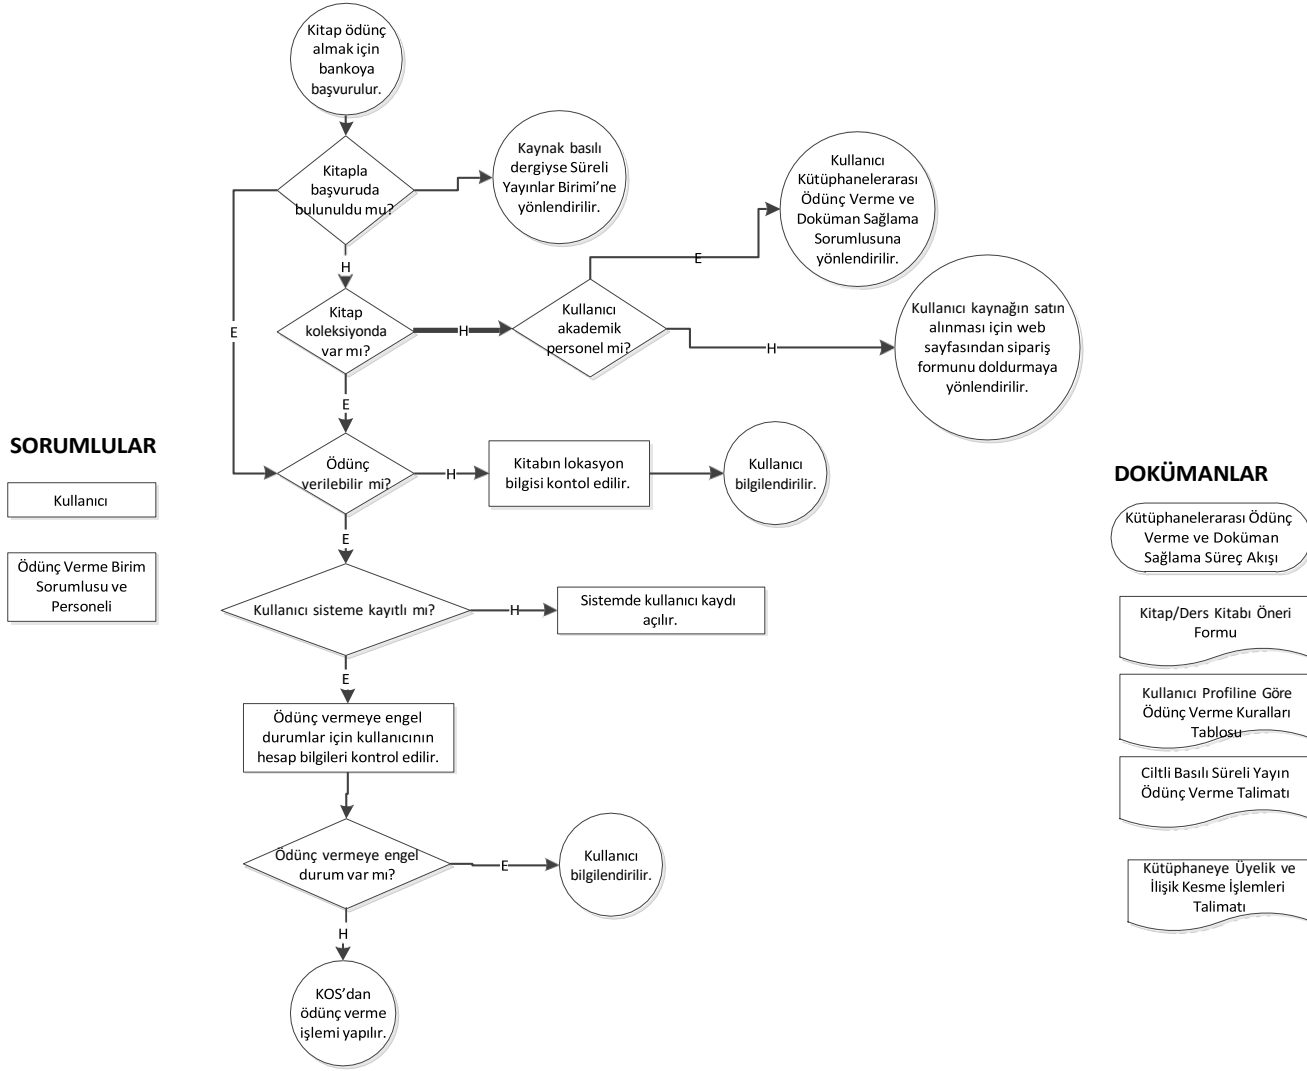 Kitap ödünç
almak için
bankoya
başvurulur.
Kitapla
başvuruda
bulunuldu mu?
Kaynak basılı
dergiyse Süreli
Yayınlar Birimi’ne
yönlendirilir.
Kullanıcı
Kütüphanelerarası
Ödünç Verme ve
Doküman Sağlama
Sorumlusuna
yönlendirilir.
E
H
Kitap
koleksiyonda
var mı?
H
Kullanıcı
akademik
personel mi?
H
Kullanıcı kaynağın satın
alınması için web
sayfasından sipariş
formunu doldurmaya
yönlendirilir.
E
E
SORUMLULAR
Kullanıcı
Ödünç Verme Birim
Sorumlusu ve
Personeli
Ödünç
verilebilir mi?
H
Kitabın lokasyon
bilgisi kontol edilir.
Kullanıcı
bilgilendirilir.
E
Kullanıcı sisteme kayıtlı mı?
H
Sistemde kullanıcı kaydı
açılır.
E
Ödünç vermeye engel
durumlar için kullanıcının
hesap bilgileri kontrol edilir.
Ödünç vermeye engel
durum var mı?
E
Kullanıcı
bilgilendirilir.
H
KOS’dan
ödünç verme
işlemi yapılır.
DOKÜMANLAR
Kütüphanelerarası Ödünç
Verme ve Doküman
Sağlama Süreç Akışı
Kitap/Ders Kitabı Öneri
Formu
Kullanıcı Profiline Göre
Ödünç Verme Kuralları
Tablosu
Ciltli Basılı Süreli Yayın
Ödünç Verme Talimatı
Kütüphaneye Üyelik ve
İlişik Kesme İşlemleri
Talimatı